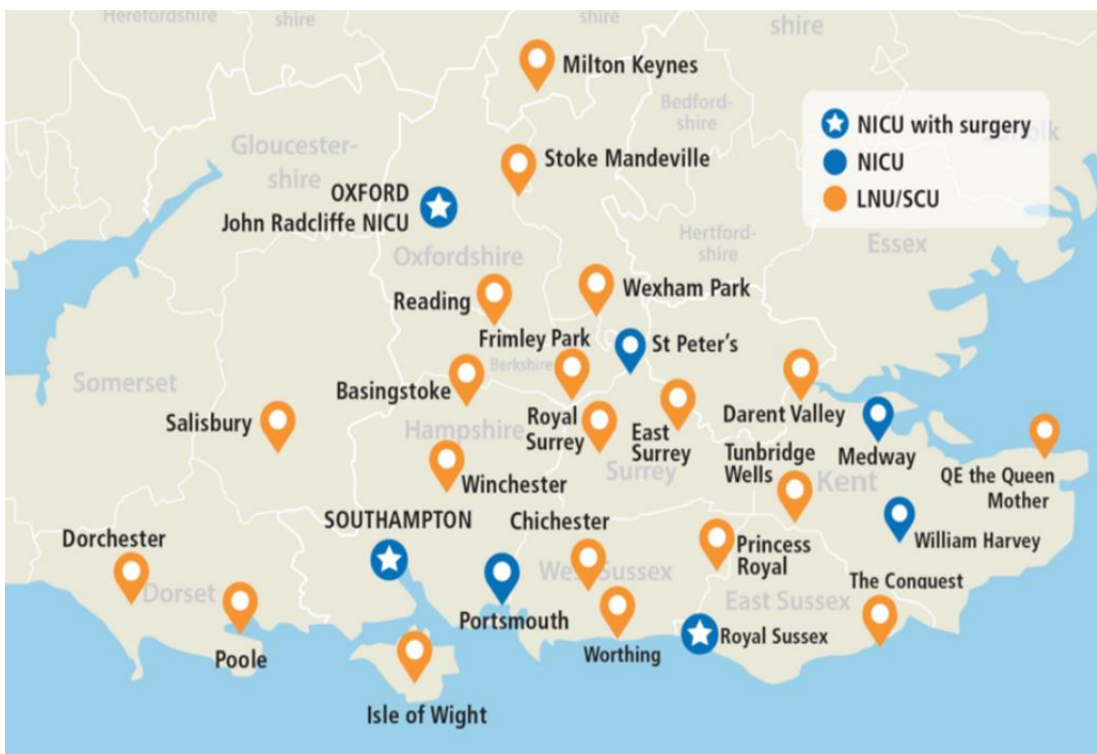 Hereford­shire
shire
shire
Milton Keynes
Bedford-
shire
NICU with surgery
NICU
LNU/SCU
Gloucester-
shire
Stoke Mandeville
OXFORD
John Radcliffe NICU
Hertford-
shire
Essex
Oxfordshire
Wexham Park
Reading
Frimley Park
St Peter's
Berkshire
Somerset
Basingstoke
Salisbury
Hampshire
Royal
Surrey
East
Surrey
Surrey
Darent Valley
Tunbridge
Wells
Kent
Medway
QE the Queen
Mother
Winchester
SOUTHAMPTON
Chichester
William Harvey
Dorchester
Dorset
Princess
Royal
West Sussex
East Sussex
The Conquest
Portsmouth
Royal Sussex
Poole
Worthing
Isle of Wight